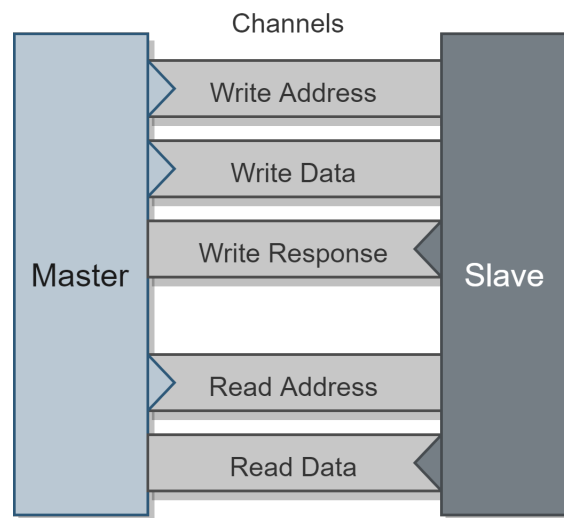 Channels
Write Address
Write Data
Write Response
Master
Slave
Read Address
Read Data